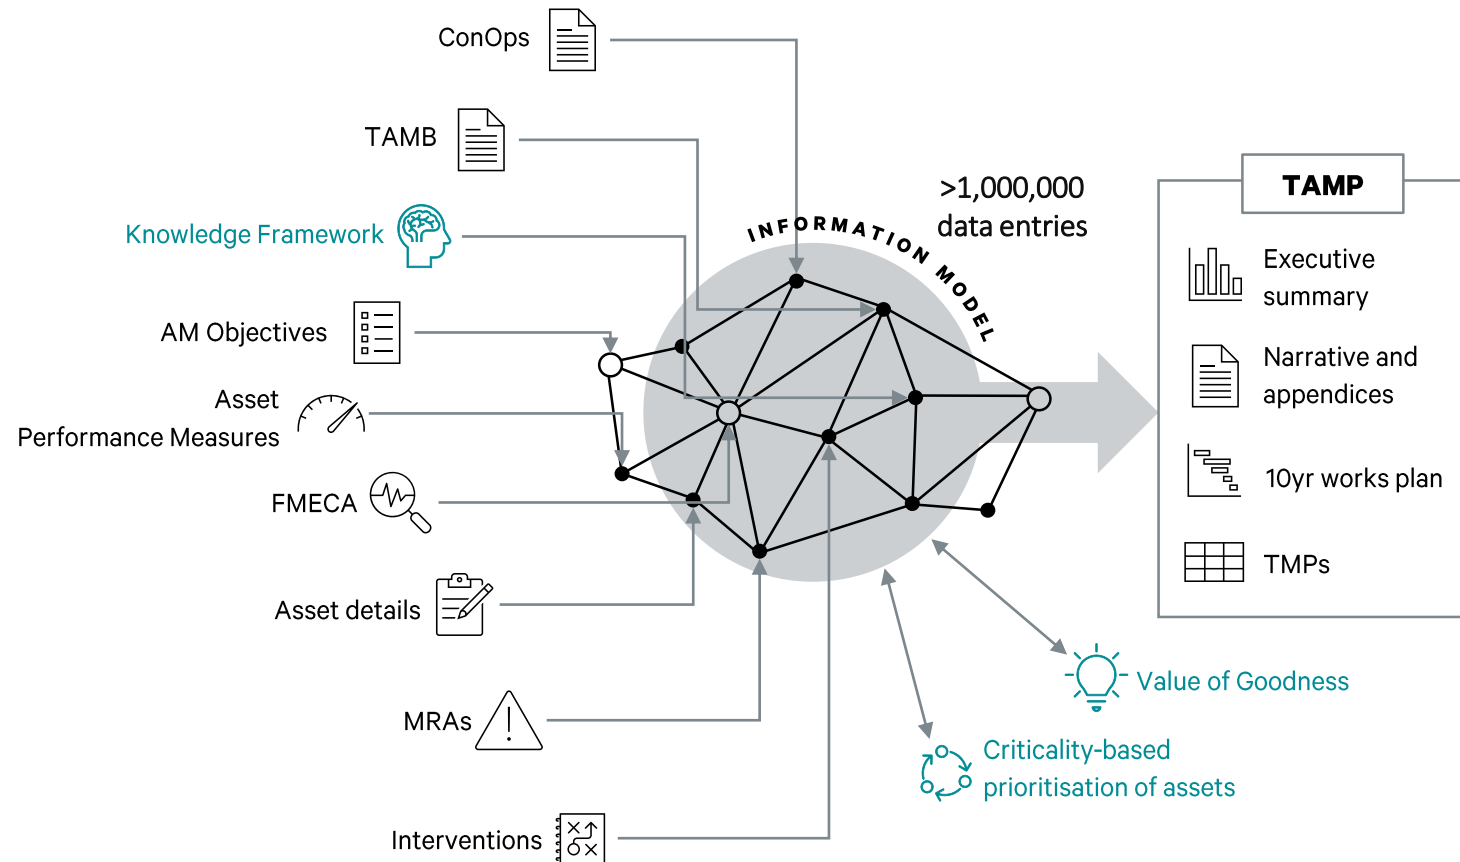 ConOps
TAMB
Knowledge Framework
AM Objectives
Asset
Performance Measures
FMECA
Asset details
MRAs
Interventions
INFORMATION MODEL
>1,000,000
data entries
TAMP
Executive
summary
Narrative and
appendices
10yr works plan
TMPs
Value of Goodness
Criticality-based
prioritisation of assets